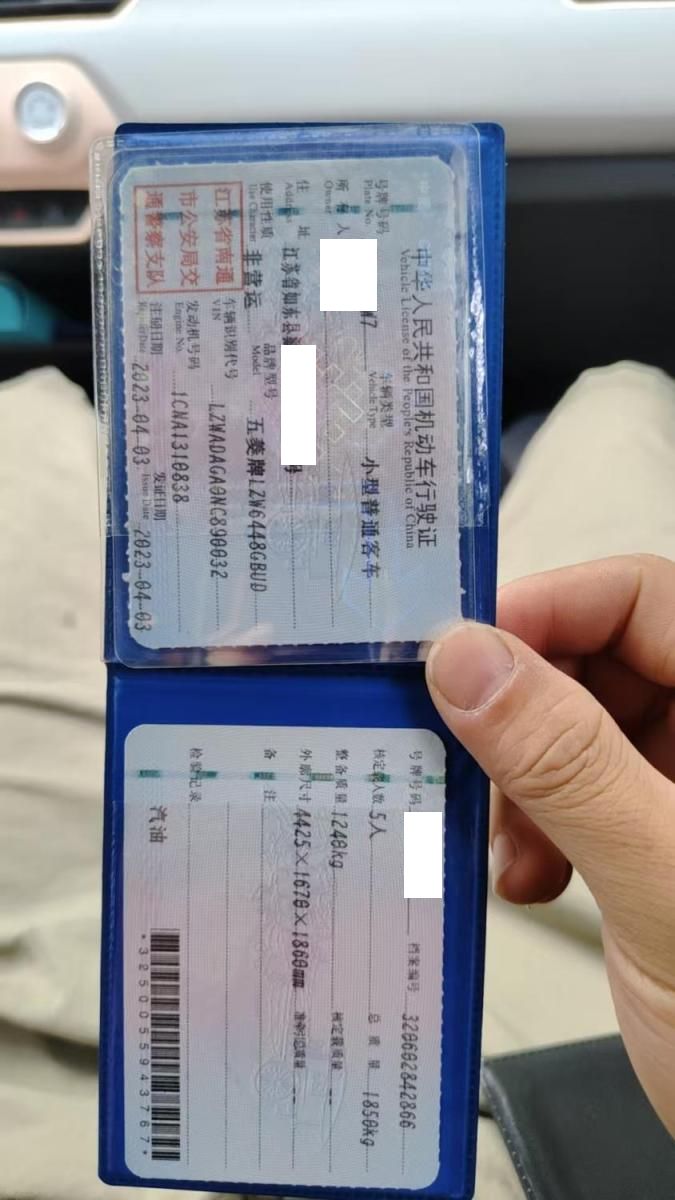 中华人民共和国机动车行驶证
Vehicle License of the People's Republic of China
号牌号码 车辆类型 小型普通客车
Plate No. Vehicle Type
所有人
Owner
住址 江苏省如东县
Address
使用性质 非营运 品牌型号 五菱牌LZW6448GBUD
Use Character Model
江苏省南通
市公安局交
通警察支队
车辆识别代号 LZWADAGA0NC890032
VIN
发动机号码 1CNA1310838
Engine No.
注册日期 2023-04-03 发证日期 2023-04-03
Register Date Issue Date
号牌号码 档案编号 320602842866
核定载人数 5人 总质量 1850kg
整备质量 1240kg 核定载质量 --
外廓尺寸 4425×1670×1860mm 准牵引总质量 --
备注
检验记录
汽油
*3250055943767*